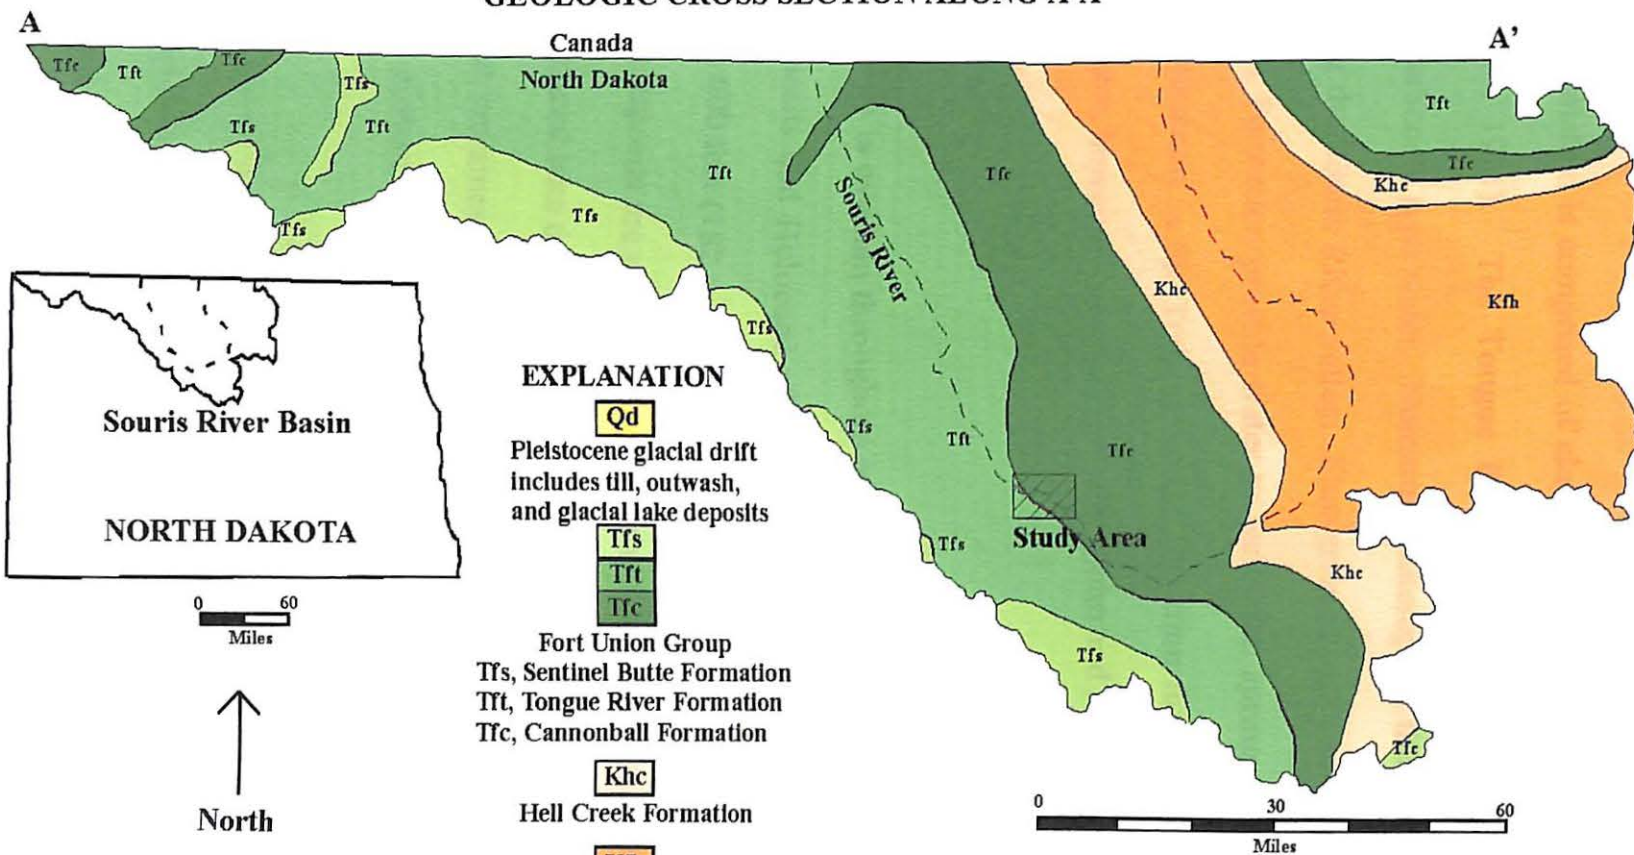 GEOLOGIC CROSS SECTION ALONG A-A'
A
A’
Canada
North Dakota
Tfc
Tft
Tfc
Tfs
Tfs
Tft
Tfs
Tfs
Tft
Tfc
Tft
Tfc
Khc
Souris River
Khc
Kfh
Tfs
Tfs
Tft
Tfc
Tfs
Study Area
Khc
Tfs
Tfc
Souris River Basin
NORTH DAKOTA
0 60
Miles
North
EXPLANATION
Qd
Pleistocene glacial drift
includes till, outwash,
and glacial lake deposits
Tfs
Tft
Tfc
Fort Union Group
Tfs, Sentinel Butte Formation
Tft, Tongue River Formation
Tfc, Cannonball Formation
Khc
Hell Creek Formation
0 30 60
Miles